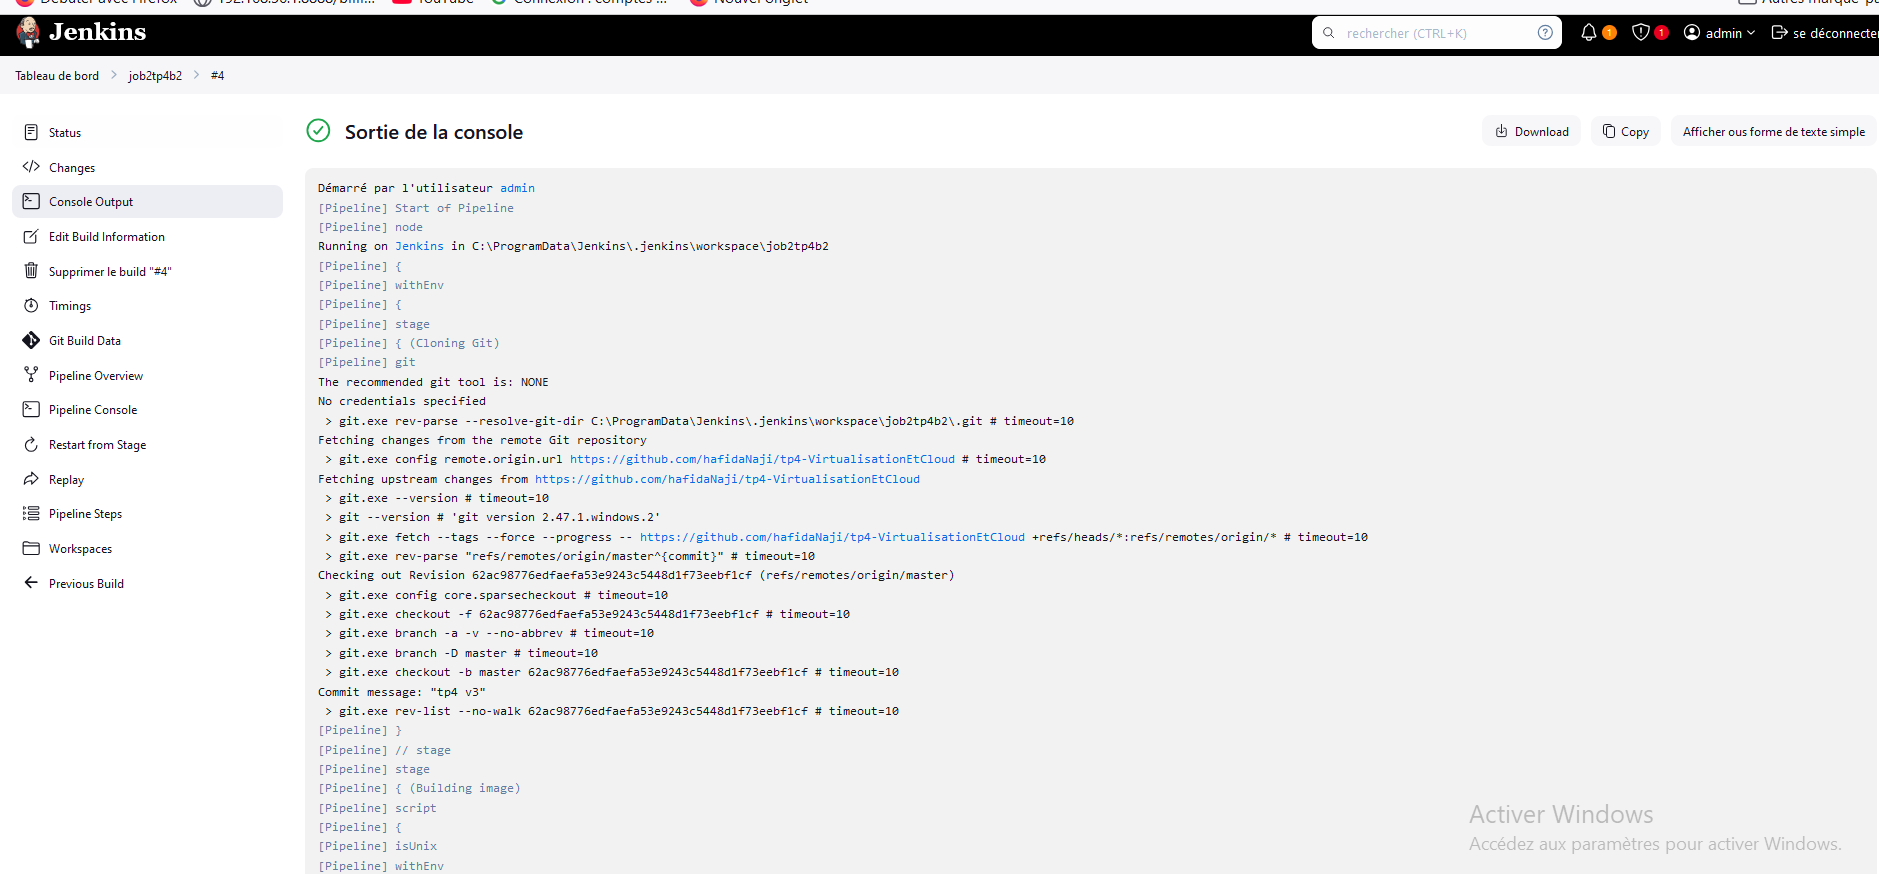 Débuter avec Firefox
YouTube
Connexion : comptes ...
Nouvel onglet
Autres marque-pa
Jenkins
rechercher (CTRL+K)
1
1
admin
se déconnecter
Tableau de bord > job2tp4b2 > #4
Status
Changes
Console Output
Edit Build Information
Supprimer le build "#4"
Timings
Git Build Data
Pipeline Overview
Pipeline Console
Restart from Stage
Replay
Pipeline Steps
Workspaces
Previous Build
Sortie de la console
Download
Copy
Afficher ous forme de texte simple
Démarré par l'utilisateur admin
[Pipeline] Start of Pipeline
[Pipeline] node
Running on Jenkins in C:\ProgramData\Jenkins\.jenkins\workspace\job2tp4b2
[Pipeline] {
[Pipeline] withEnv
[Pipeline] {
[Pipeline] stage
[Pipeline] { (Cloning Git)
[Pipeline] git
The recommended git tool is: NONE
No credentials specified
> git.exe rev-parse --resolve-git-dir C:\ProgramData\Jenkins\.jenkins\workspace\job2tp4b2\.git # timeout=10
Fetching changes from the remote Git repository
> git.exe config remote.origin.url https://github.com/hafidaNaji/tp4-VirtualisationEtCloud # timeout=10
Fetching upstream changes from https://github.com/hafidaNaji/tp4-VirtualisationEtCloud
> git.exe --version # timeout=10
> git --version # 'git version 2.47.1.windows.2'
> git.exe fetch --tags --force --progress -- https://github.com/hafidaNaji/tp4-VirtualisationEtCloud +refs/heads/*:refs/remotes/origin/* # timeout=10
> git.exe rev-parse "refs/remotes/origin/master^{commit}" # timeout=10
Checking out Revision 62ac98776edfaefa53e9243c5448d1f73eebf1cf (refs/remotes/origin/master)
> git.exe config core.sparsecheckout # timeout=10
> git.exe checkout -f 62ac98776edfaefa53e9243c5448d1f73eebf1cf # timeout=10
> git.exe branch -a -v --no-abbrev # timeout=10
> git.exe branch -D master # timeout=10
> git.exe checkout -b master 62ac98776edfaefa53e9243c5448d1f73eebf1cf # timeout=10
Commit message: "tp4 v3"
> git.exe rev-list --no-walk 62ac98776edfaefa53e9243c5448d1f73eebf1cf # timeout=10
[Pipeline] }
[Pipeline] // stage
[Pipeline] stage
[Pipeline] { (Building image)
[Pipeline] script
[Pipeline] {
[Pipeline] isUnix
[Pipeline] withEnv
Activer Windows
Accédez aux paramètres pour activer Windows.